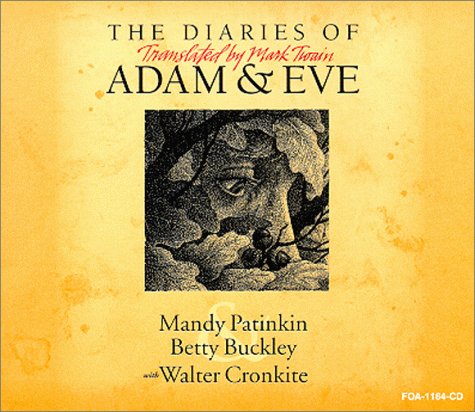 THE DIARIES OF
Translated by Mark Twain
ADAM & EVE
&
Mandy Patinkin
Betty Buckley
with Walter Cronkite
FOA-1164-CD